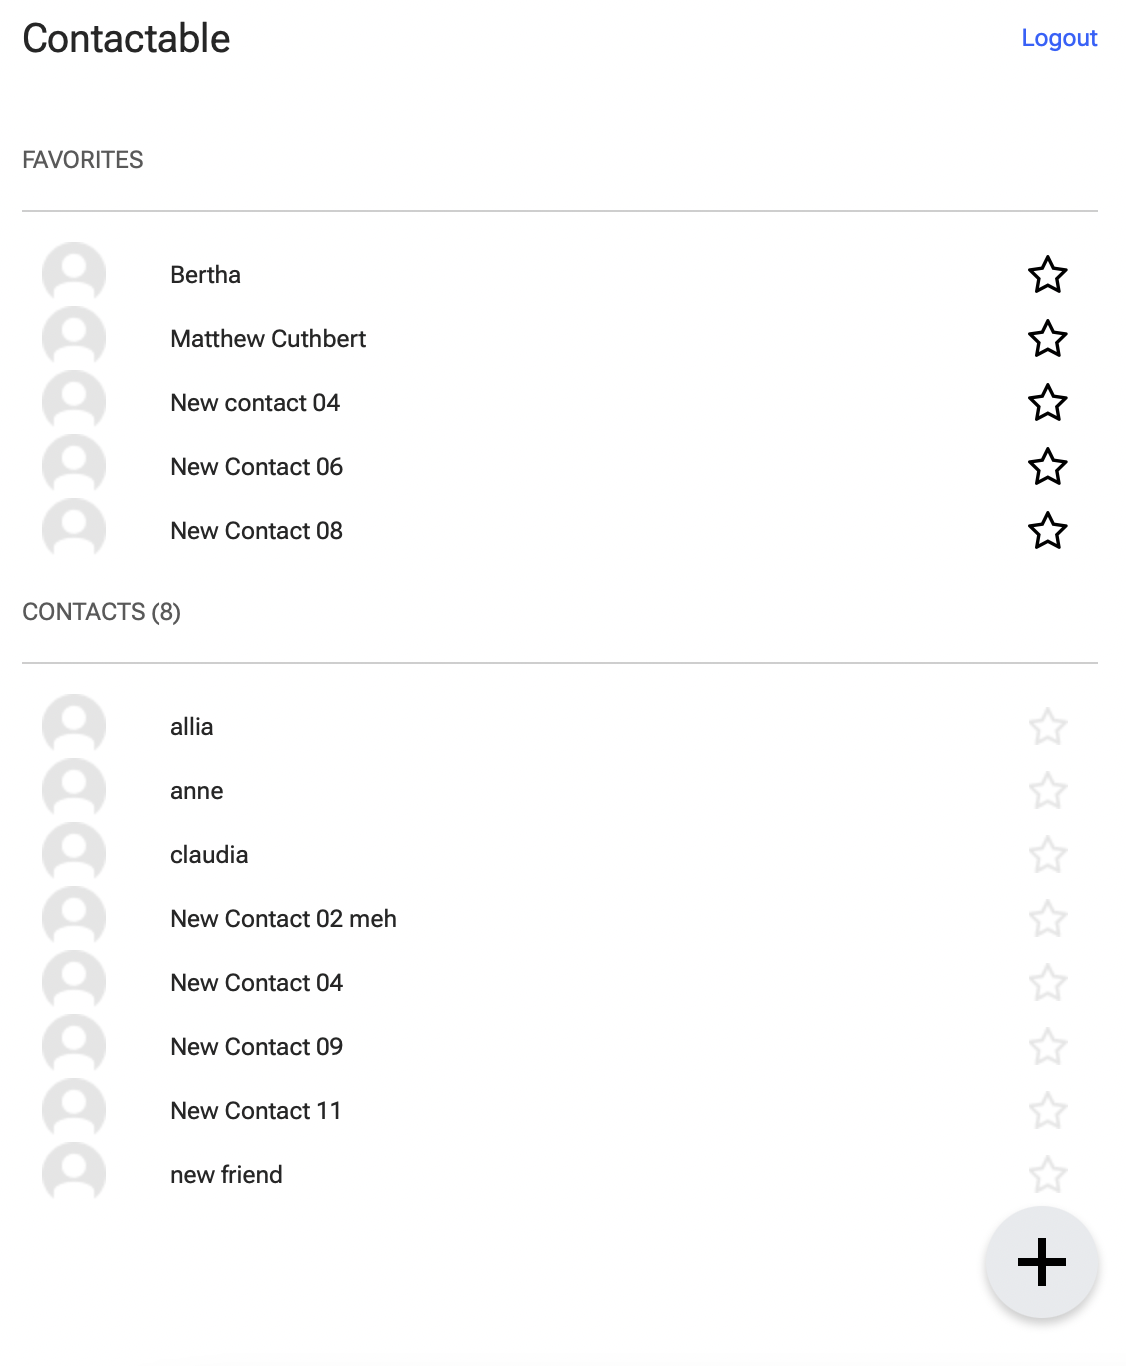 Contactable
Logout
FAVORITES
Bertha
Matthew Cuthbert
New contact 04
New Contact 06
New Contact 08
CONTACTS (8)
allia
anne
claudia
New Contact 02 meh
New Contact 04
New Contact 09
New Contact 11
new friend